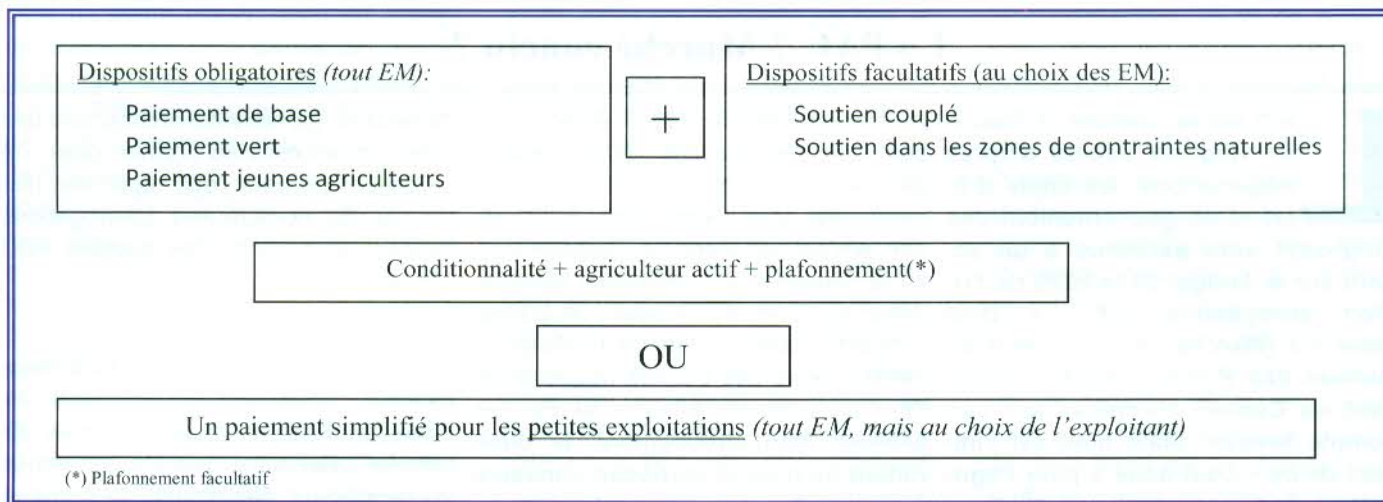 Dispositifs obligatoires (tout EM):
Paiement de base
Paiement vert
Paiement jeunes agriculteurs
+
Dispositifs facultatifs (au choix des EM):
Soutien couplé
Soutien dans les zones de contraintes naturelles
Conditionnalité + agriculteur actif + plafonnement(*)
OU
Un paiement simplifié pour les petites exploitations (tout EM, mais au choix de l'exploitant)
(*) Plafonnement facultatif